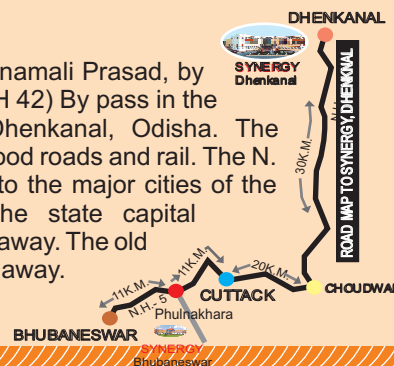 DHENKANAL
SYNERGY
Dhenkanal
namali Prasad, by
H 42) By pass in the
Dhenkanal, Odisha. The
ood roads and rail. The N.
to the major cities of the
he state capital
away. The old
away.
ROAD MAP TO SYNERGY, DHENKNAL
30K.M.
20K.M.
11K.M.
11K.M.
N.H.- 5
CHOUDWAR
CUTTACK
Phulnakhara
BHUBANESWAR
SYNERGY
Bhubaneswar